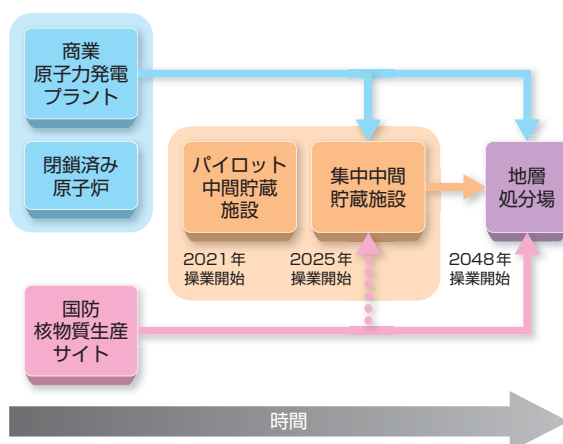 商業
原子力発電
プラント
閉鎖済み
原子炉
パイロット
中間貯蔵
施設
集中中間
貯蔵施設
地層
処分場
2021年
操業開始
2025年
操業開始
2048年
操業開始
国防
核物質生産
サイト
時間